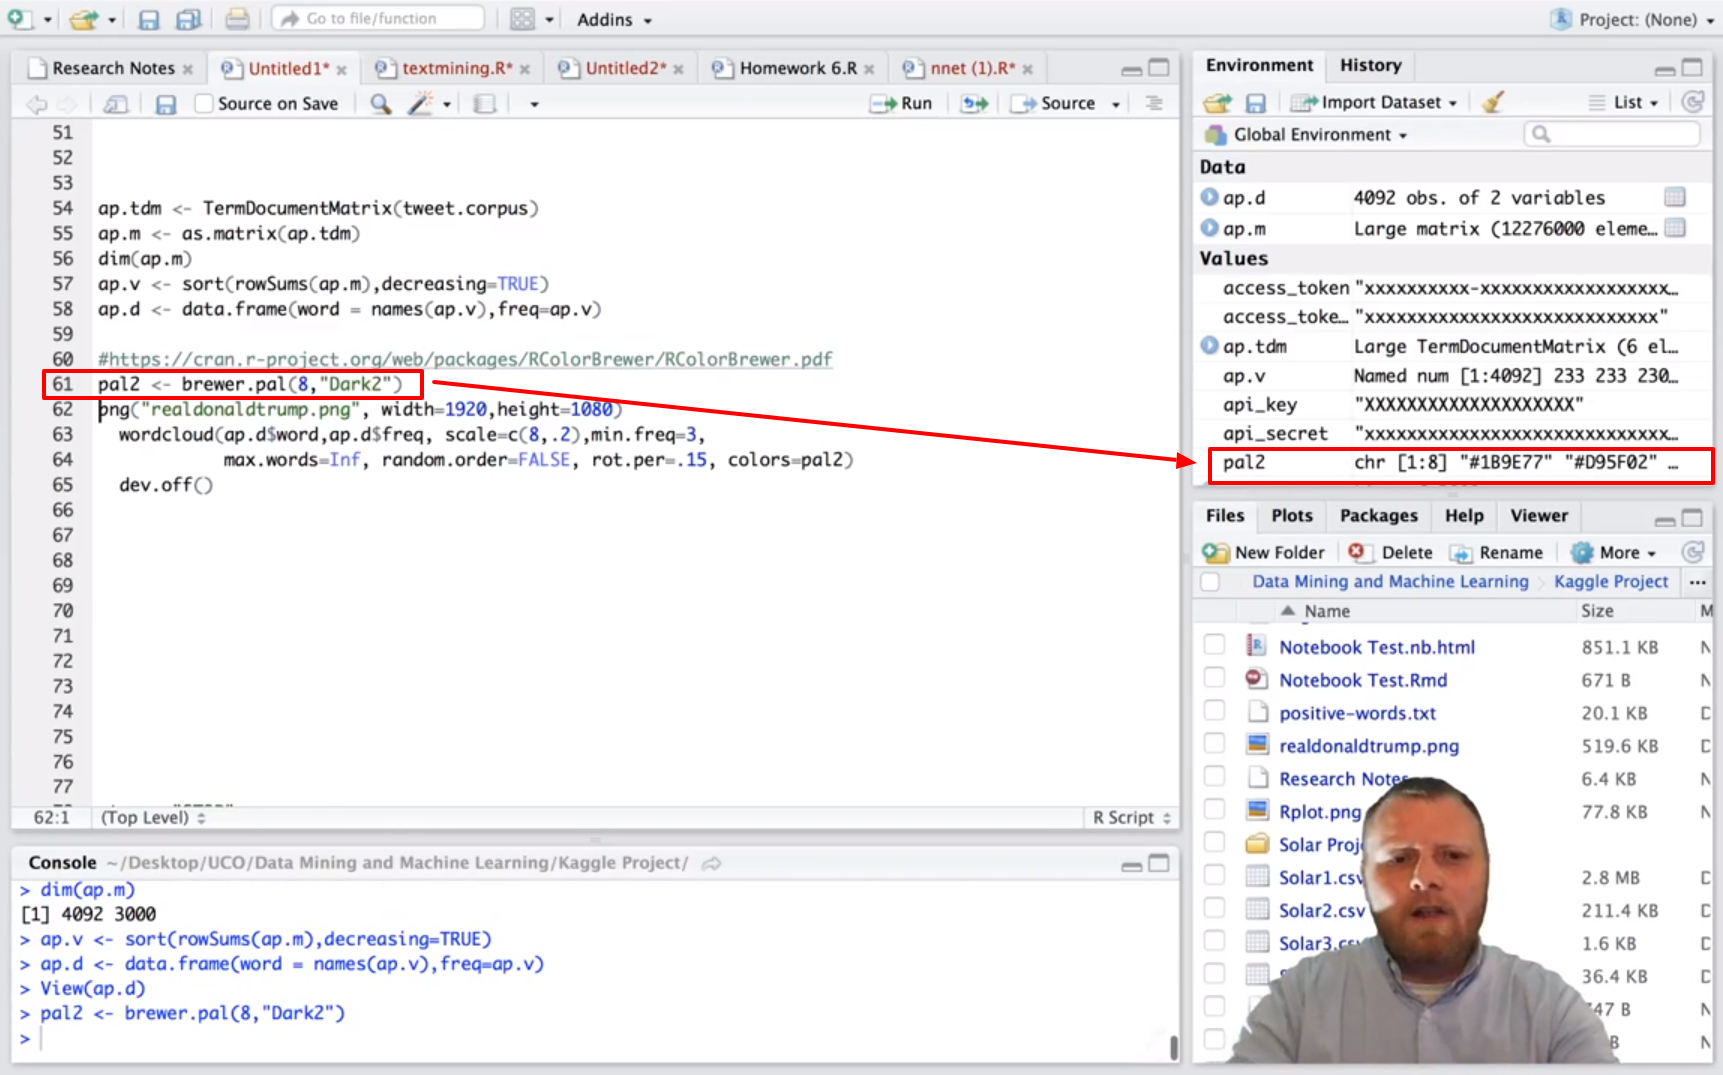 Go to file/function
Addins
Project: (None)
Research Notes
Untitled1*
textmining.R*
Untitled2*
Homework 6.R
nnet (1).R*
Source on Save
Run
Source
51
52
53
54 ap.tdm <- TermDocumentMatrix(tweet.corpus)
55 ap.m <- as.matrix(ap.tdm)
56 dim(ap.m)
57 ap.v <- sort(rowSums(ap.m),decreasing=TRUE)
58 ap.d <- data.frame(word = names(ap.v),freq=ap.v)
59
60 #https://cran.r-project.org/web/packages/RColorBrewer/RColorBrewer.pdf
61 pal2 <- brewer.pal(8,"Dark2")
62 png("realdonaldtrump.png", width=1920,height=1080)
63 wordcloud(ap.d$word,ap.d$freq, scale=c(8,.2),min.freq=3,
64 max.words=Inf, random.order=FALSE, rot.per=.15, colors=pal2)
65 dev.off()
66
67
68
69
70
71
72
73
74
75
76
77
62:1 (Top Level)
R Script
Console ~/Desktop/UCO/Data Mining and Machine Learning/Kaggle Project/
> dim(ap.m)
[1] 4092 3000
> ap.v <- sort(rowSums(ap.m),decreasing=TRUE)
> ap.d <- data.frame(word = names(ap.v),freq=ap.v)
> View(ap.d)
> pal2 <- brewer.pal(8,"Dark2")
>
Environment History
Import Dataset
List
Global Environment
Data
ap.d 4092 obs. of 2 variables
ap.m Large matrix (12276000 eleme…
Values
access_token "xxxxxxxxxx-xxxxxxxxxxxxxxxxxx…
access_toke… "xxxxxxxxxxxxxxxxxxxxxxxxxxxx"
ap.tdm Large TermDocumentMatrix (6 el…
ap.v Named num [1:4092] 233 233 230…
api_key "XXXXXXXXXXXXXXXXXXXX"
api_secret "xxxxxxxxxxxxxxxxxxxxxxxxxxxxx…
pal2 chr [1:8] "#1B9E77" "#D95F02" …
Files Plots Packages Help Viewer
New Folder Delete Rename More
Data Mining and Machine Learning Kaggle Project …
Name Size M
Notebook Test.nb.html 851.1 KB N
Notebook Test.Rmd 671 B N
positive-words.txt 20.1 KB D
realdonaldtrump.png 519.6 KB D
Research Notes 6.4 KB N
Rplot.png 77.8 KB N
Solar Proj
Solar1.csv 2.8 MB D
Solar2.csv 211.4 KB D
Solar3.csv 1.6 KB D
36.4 KB N
N
B N